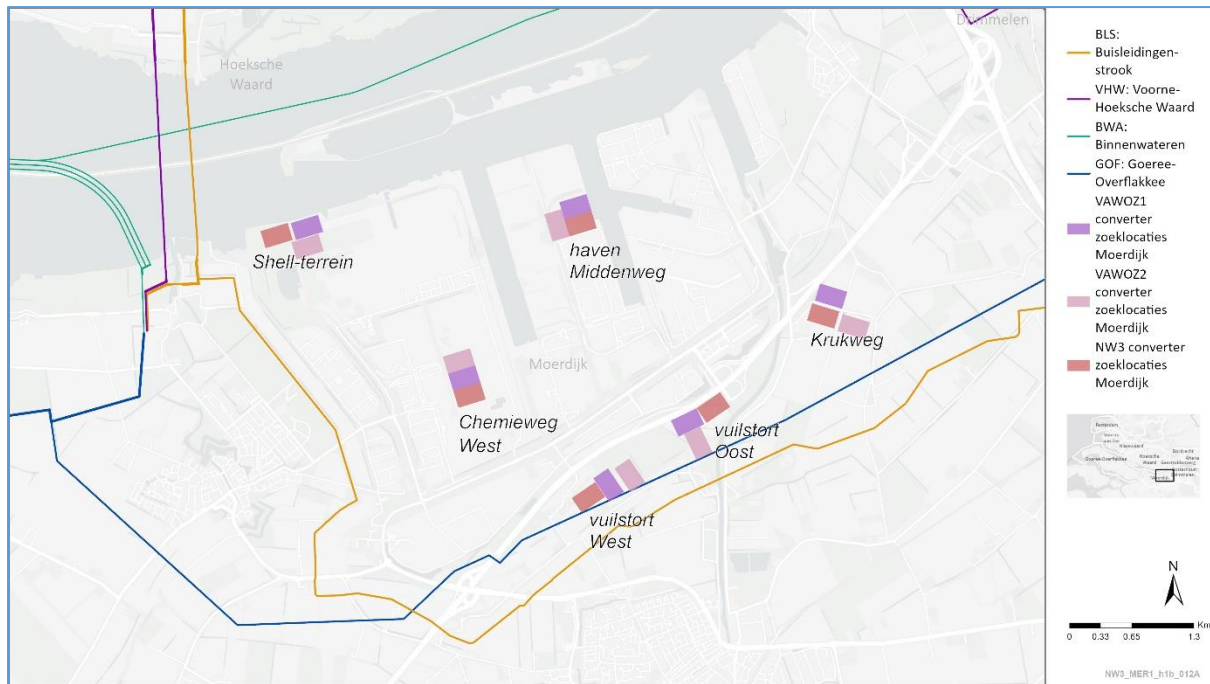 Drimmelen
Hoeksche
Waard
Shell-terrein
haven
Middenweg
Krukweg
Moerdijk
Chemieweg
West
vuilstort
Oost
vuilstort
West
BLS:
Buisleidingen-
strook
VHW: Voorne-
Hoeksche Waard
BWA:
Binnenwateren
GOF: Goeree-
Overflakkee
VAWOZ1
converter
zoeklocaties
Moerdijk
VAWOZ2
converter
zoeklocaties
Moerdijk
NW3 converter
zoeklocaties
Moerdijk
N
Km
0 0.33 0.65 1.3
NW3_MER1_h1b_012A